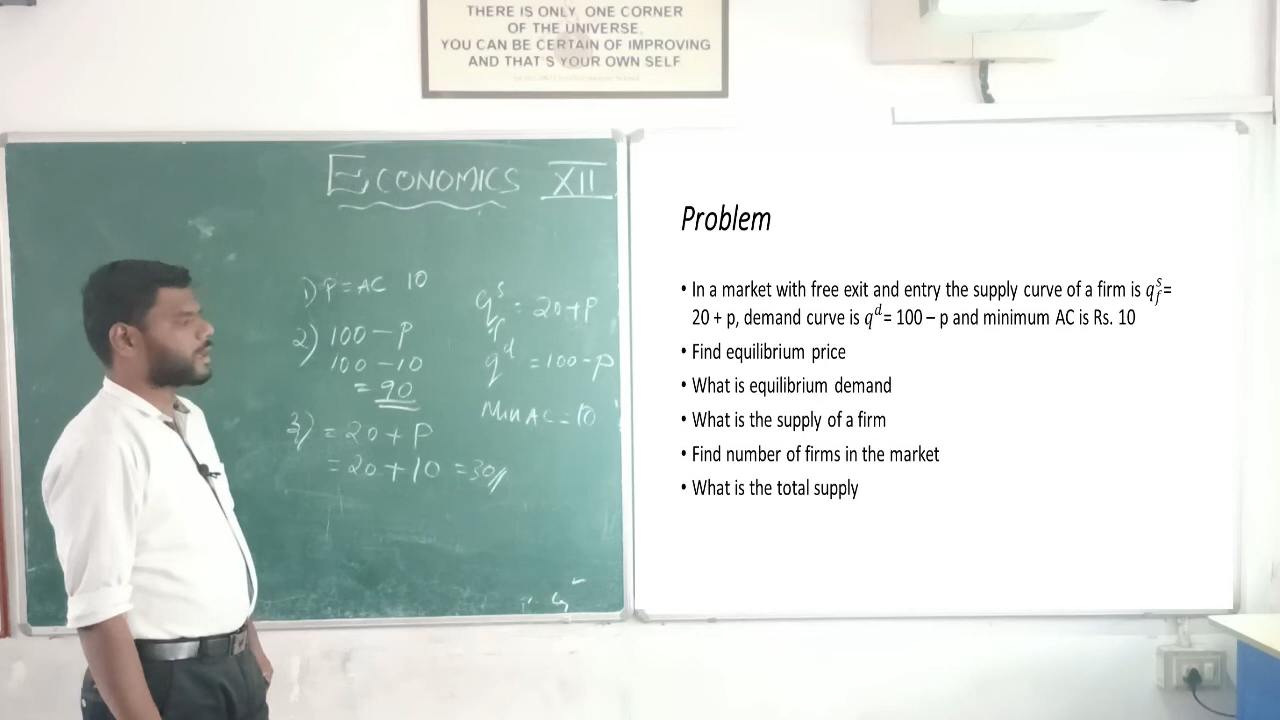 THERE IS ONLY ONE CORNER
OF THE UNIVERSE.
YOU CAN BE CERTAIN OF IMPROVING
AND THAT'S YOUR OWN SELF
ECONOMICS XII
1) P = AC 10
2) 100 - P
100 - 10
= 90
3) = 20 + P
= 20 + 10 = 30//
q^s_f = 20 + P
q^d = 100 - P
Min AC = 10
Problem
• In a market with free exit and entry the supply curve of a firm is q^s_f =
20 + p, demand curve is q^d = 100 – p and minimum AC is Rs. 10
• Find equilibrium price
• What is equilibrium demand
• What is the supply of a firm
• Find number of firms in the market
• What is the total supply